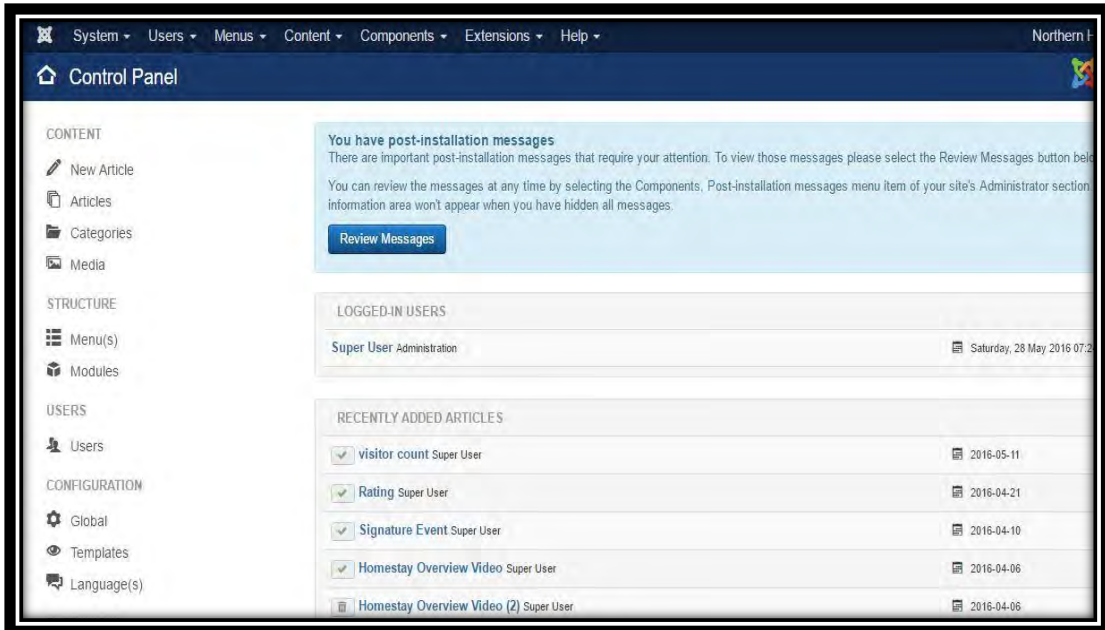 System Users Menus Content Components Extensions Help Northern
Control Panel
CONTENT
New Article
Articles
Categories
Media
STRUCTURE
Menu(s)
Modules
USERS
Users
CONFIGURATION
Global
Templates
Language(s)
You have post-installation messages
There are important post-installation messages that require your attention. To view those messages please select the Review Messages button
You can review the messages at any time by selecting the Components, Post-installation messages menu item of your site's Administrator section.
information area won't appear when you have hidden all messages.
Review Messages
LOGGED-IN USERS
Super User Administration Saturday, 28 May 2016
RECENTLY ADDED ARTICLES
visitor count Super User 2016-05-11
Rating Super User 2016-04-21
Signature Event Super User 2016-04-10
Homestay Overview Video Super User 2016-04-06
Homestay Overview Video (2) Super User 2016-04-06